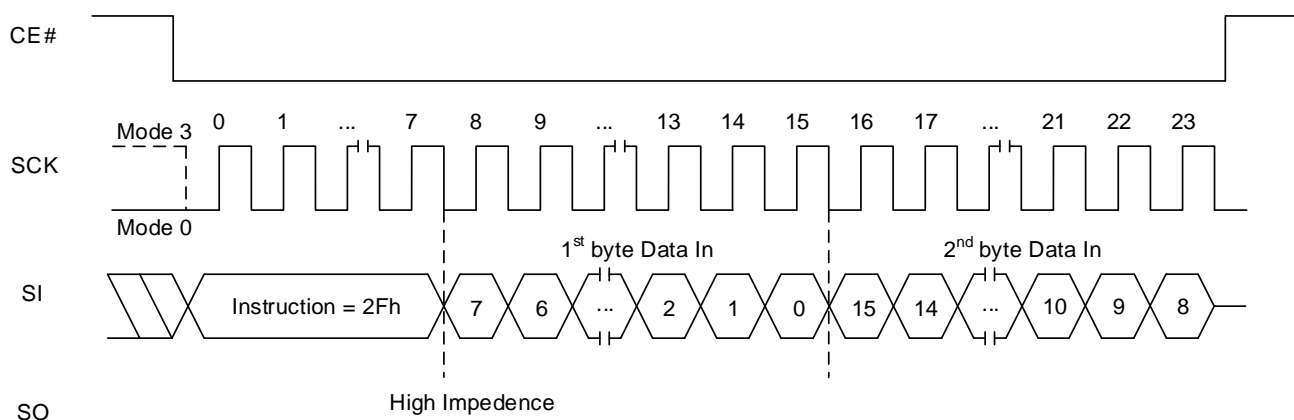 CE#
0 1 ... 7 8 9 ... 13 14 15 16 17 ... 21 22 23
Mode 3
SCK
Mode 0
1st byte Data In 2nd byte Data In
SI Instruction = 2Fh 7 6 ... 2 1 0 15 14 ... 10 9 8
High Impedence
SO